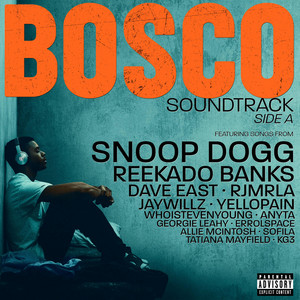 BOSCO
SOUNDTRACK
SIDE A
FEATURING SONGS FROM
SNOOP DOGG
REEKADO BANKS
DAVE EAST · RJMRLA
JAYWILLZ · YELLOPAIN
WHOISTEVENYOUNG · ANYTA
GEORGIE LEAHY · ERROLSPACE
ALLIE MCINTOSH · SOFILA
TATIANA MAYFIELD · KG3
PARENTAL
ADVISORY
EXPLICIT CONTENT